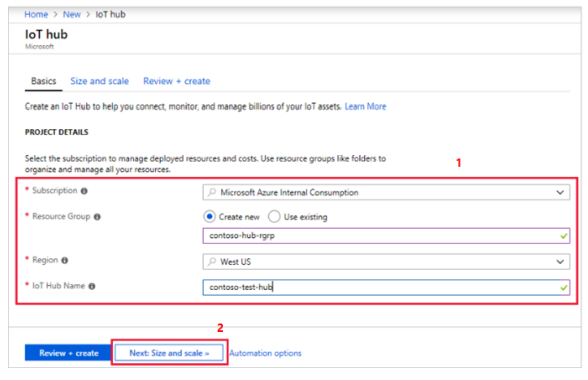 Home > New > IoT hub
IoT hub
Microsoft
Basics Size and scale Review + create
Create an IoT Hub to help you connect, monitor, and manage billions of your IoT assets. Learn More
PROJECT DETAILS
Select the subscription to manage deployed resources and costs. Use resource groups like folders to
organize and manage all your resources.
1
* Subscription Microsoft Azure Internal Consumption
* Resource Group Create new Use existing
contoso-hub-rgrp
* Region West US
* IoT Hub Name contoso-test-hub
2
Review + create Next: Size and scale » Automation options